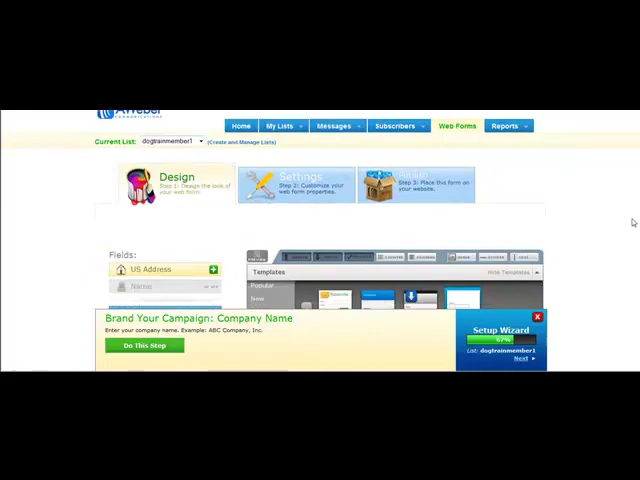 AWeber
COMMUNICATIONS
Home My Lists Messages Subscribers Web Forms Reports
Current List: dogtrainmember1 (Create and Manage Lists)
Design
Step 1: Design the look of
your web form.
Settings
Step 2: Customize your
web form properties.
Step 3: Place this form on
your website.
Fields:
US Address
Name
Templates
Hide Templates
Popular
New
Brand Your Campaign: Company Name
Enter your company name. Example: ABC Company, Inc.
Do This Step
Setup Wizard
67%
List: dogtrainmember1
Next